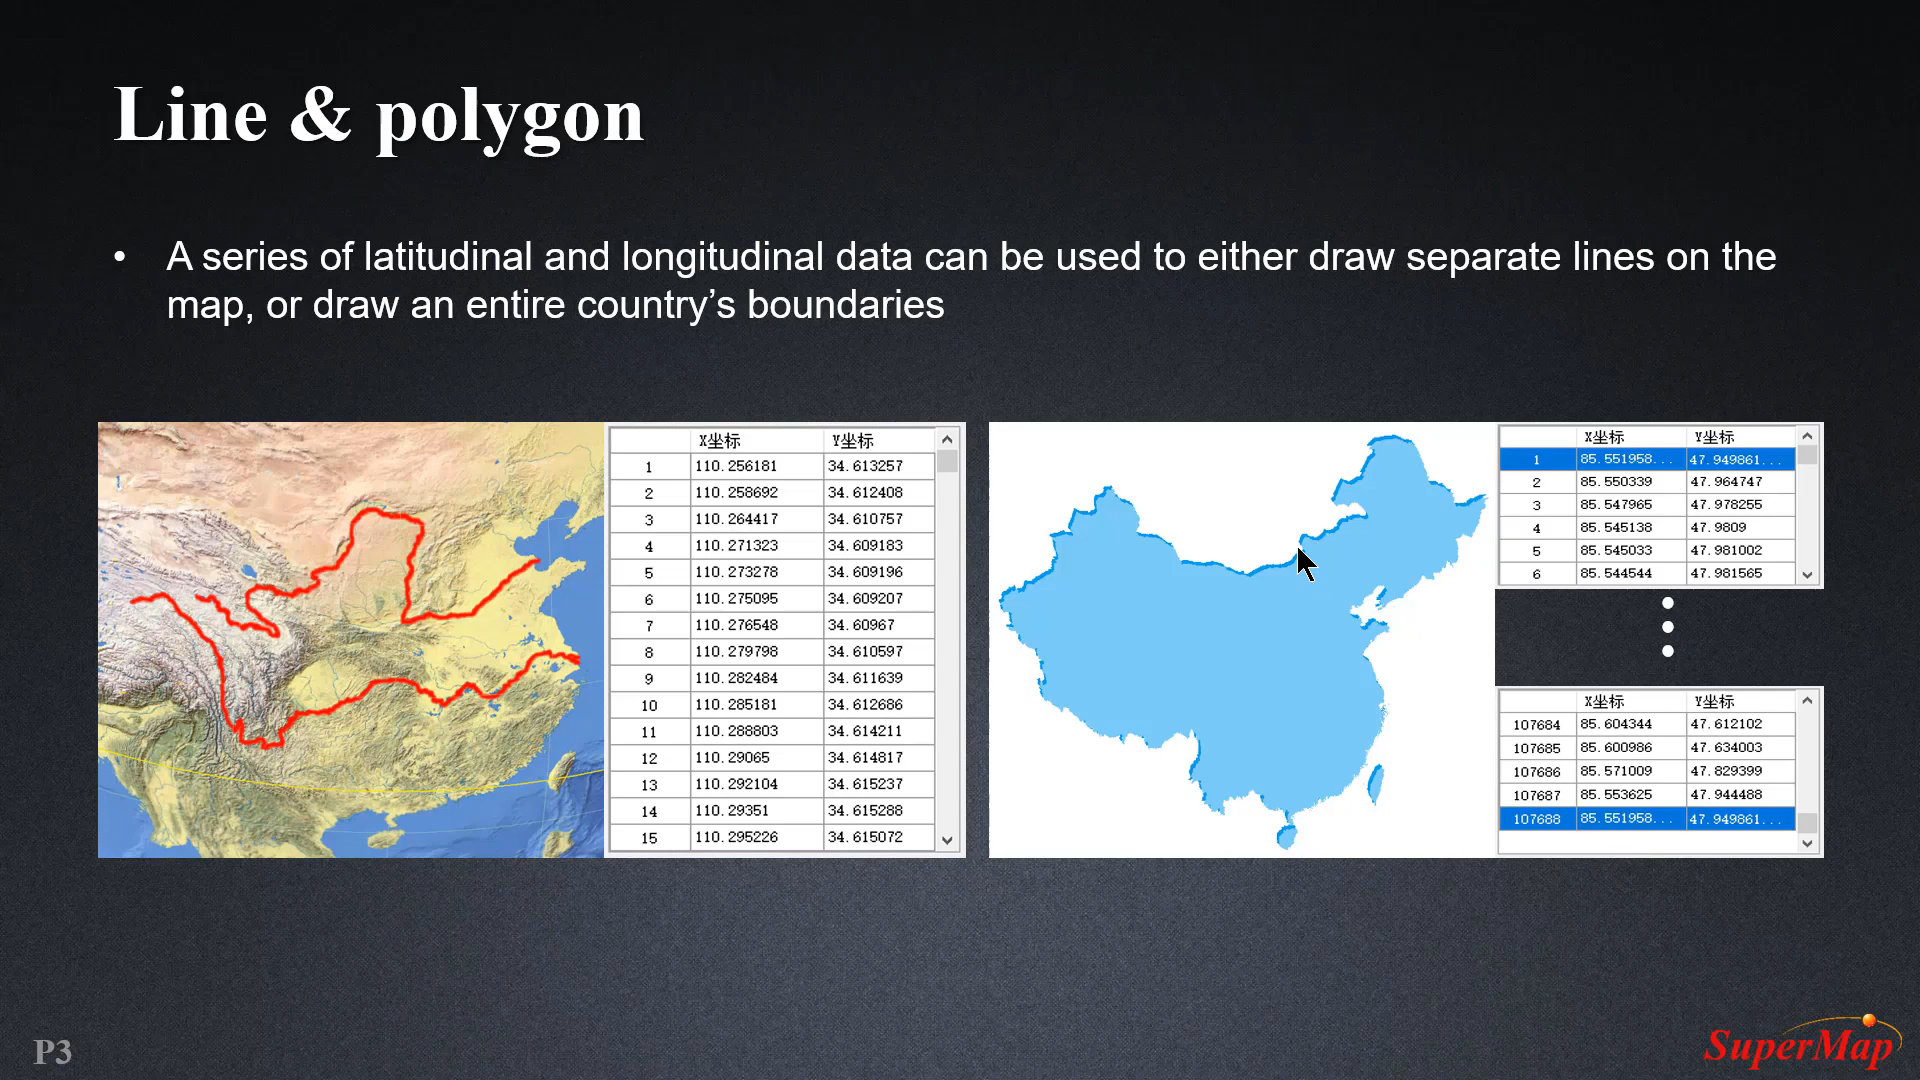 Line & polygon
• A series of latitudinal and longitudinal data can be used to either draw separate lines on the
map, or draw an entire country’s boundaries
X坐标 Y坐标
1 110.256181 34.613257
2 110.258692 34.612408
3 110.264417 34.610757
4 110.271323 34.609183
5 110.273278 34.609196
6 110.275095 34.609207
7 110.276548 34.60967
8 110.279798 34.610597
9 110.282484 34.611639
10 110.285181 34.612686
11 110.288803 34.614211
12 110.29065 34.614817
13 110.292104 34.615237
14 110.29351 34.615288
15 110.295226 34.615072
X坐标 Y坐标
1 85.551958... 47.949861...
2 85.550339 47.964747
3 85.547965 47.978255
4 85.545138 47.9809
5 85.545033 47.981002
6 85.544544 47.981565
X坐标 Y坐标
107684 85.604344 47.612102
107685 85.600986 47.634003
107686 85.571009 47.829399
107687 85.553625 47.944488
107688 85.551958... 47.949861...
P3
SuperMap